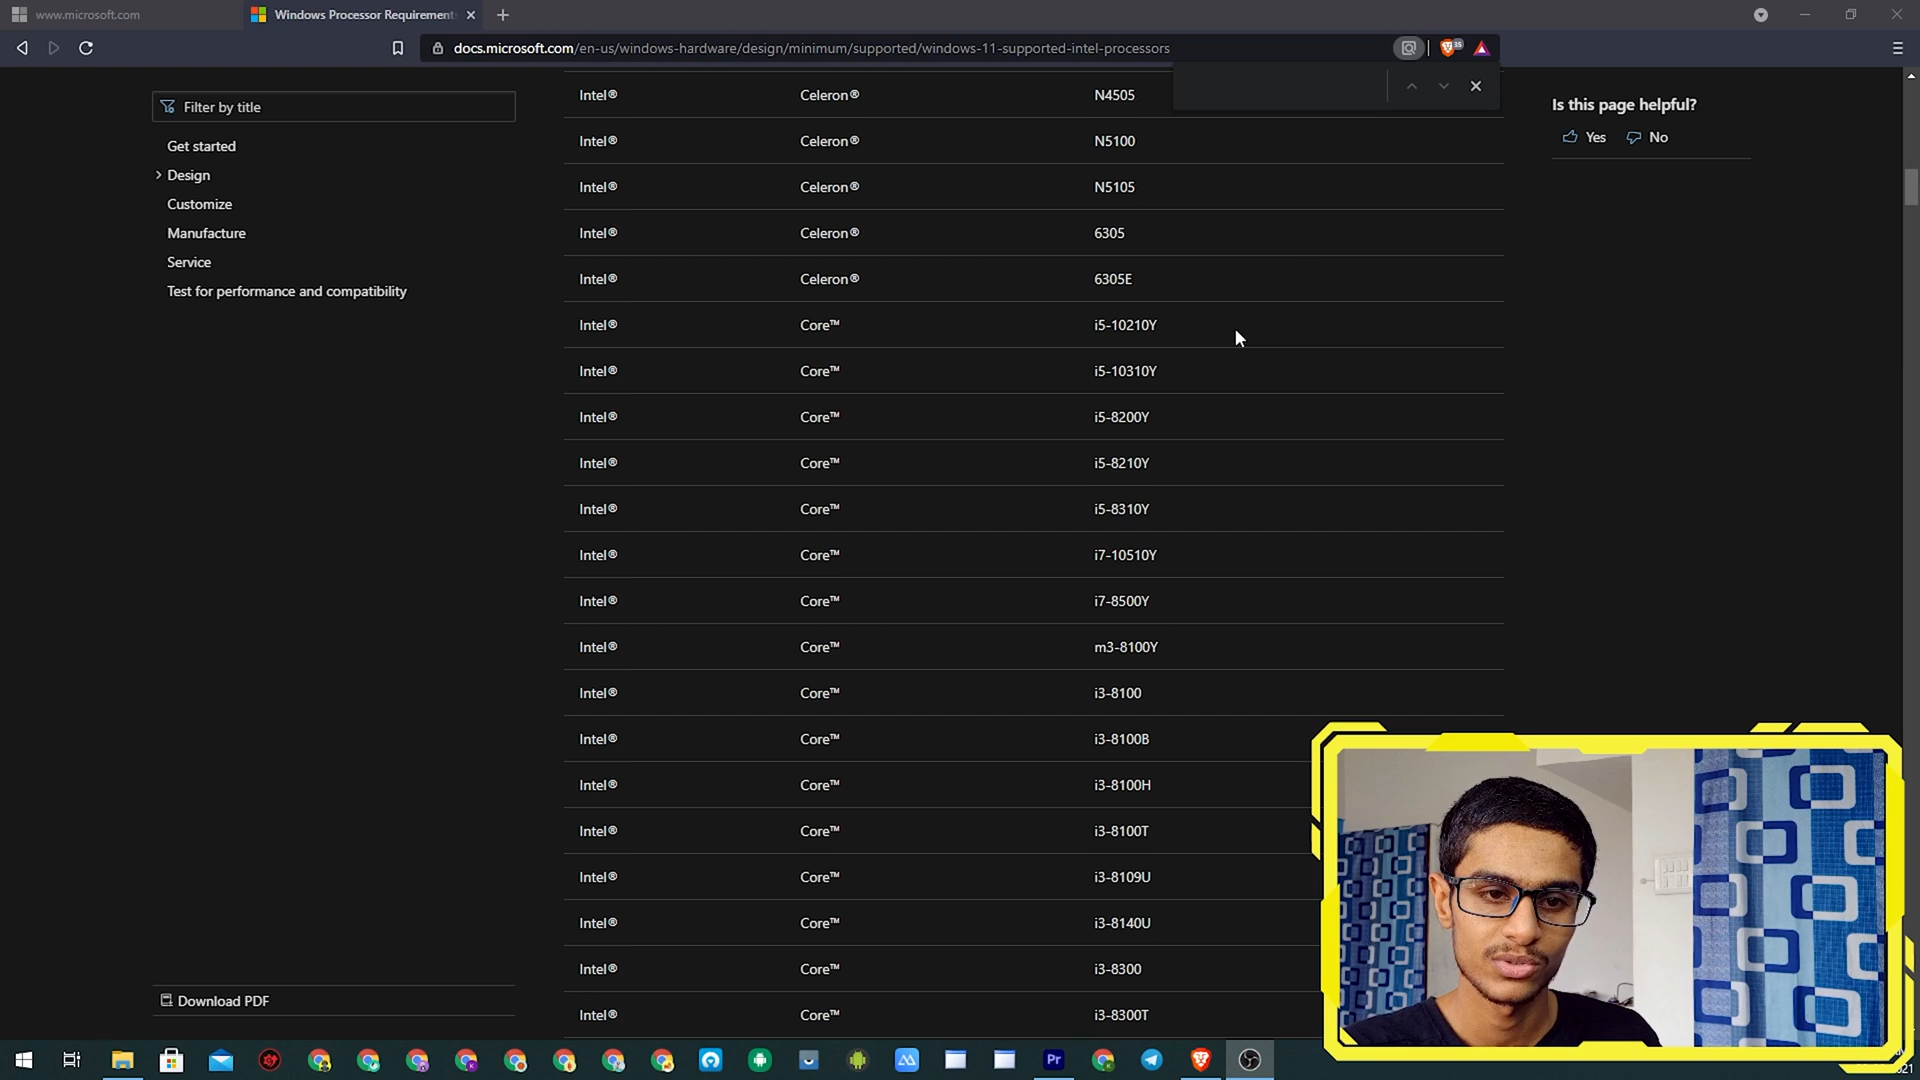 www.microsoft.com
Windows Processor Requirement
docs.microsoft.com/en-us/windows-hardware/design/minimum/supported/windows-11-supported-intel-processors
35
Filter by title
Get started
Design
Customize
Manufacture
Service
Test for performance and compatibility
Download PDF
Intel® Celeron® N4505
Intel® Celeron® N5100
Intel® Celeron® N5105
Intel® Celeron® 6305
Intel® Celeron® 6305E
Intel® Core™ i5-10210Y
Intel® Core™ i5-10310Y
Intel® Core™ i5-8200Y
Intel® Core™ i5-8210Y
Intel® Core™ i5-8310Y
Intel® Core™ i7-10510Y
Intel® Core™ i7-8500Y
Intel® Core™ m3-8100Y
Intel® Core™ i3-8100
Intel® Core™ i3-8100B
Intel® Core™ i3-8100H
Intel® Core™ i3-8100T
Intel® Core™ i3-8109U
Intel® Core™ i3-8140U
Intel® Core™ i3-8300
Intel® Core™ i3-8300T
Is this page helpful?
Yes No
Pr